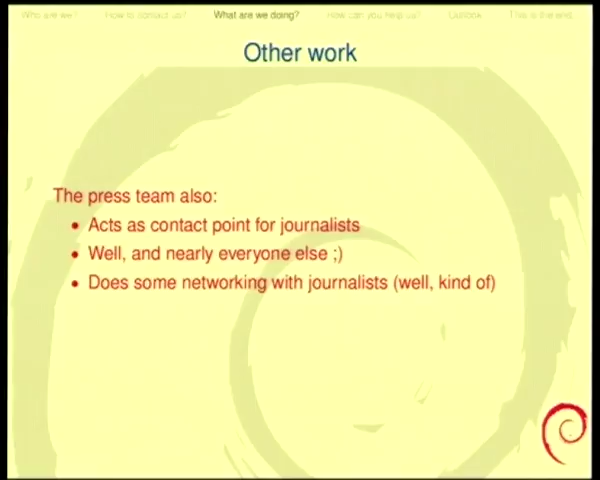 Who are we? How to contact us? What are we doing? How can you help us? Outlook This is the end.
Other work
The press team also:
• Acts as contact point for journalists
• Well, and nearly everyone else ;)
• Does some networking with journalists (well, kind of)